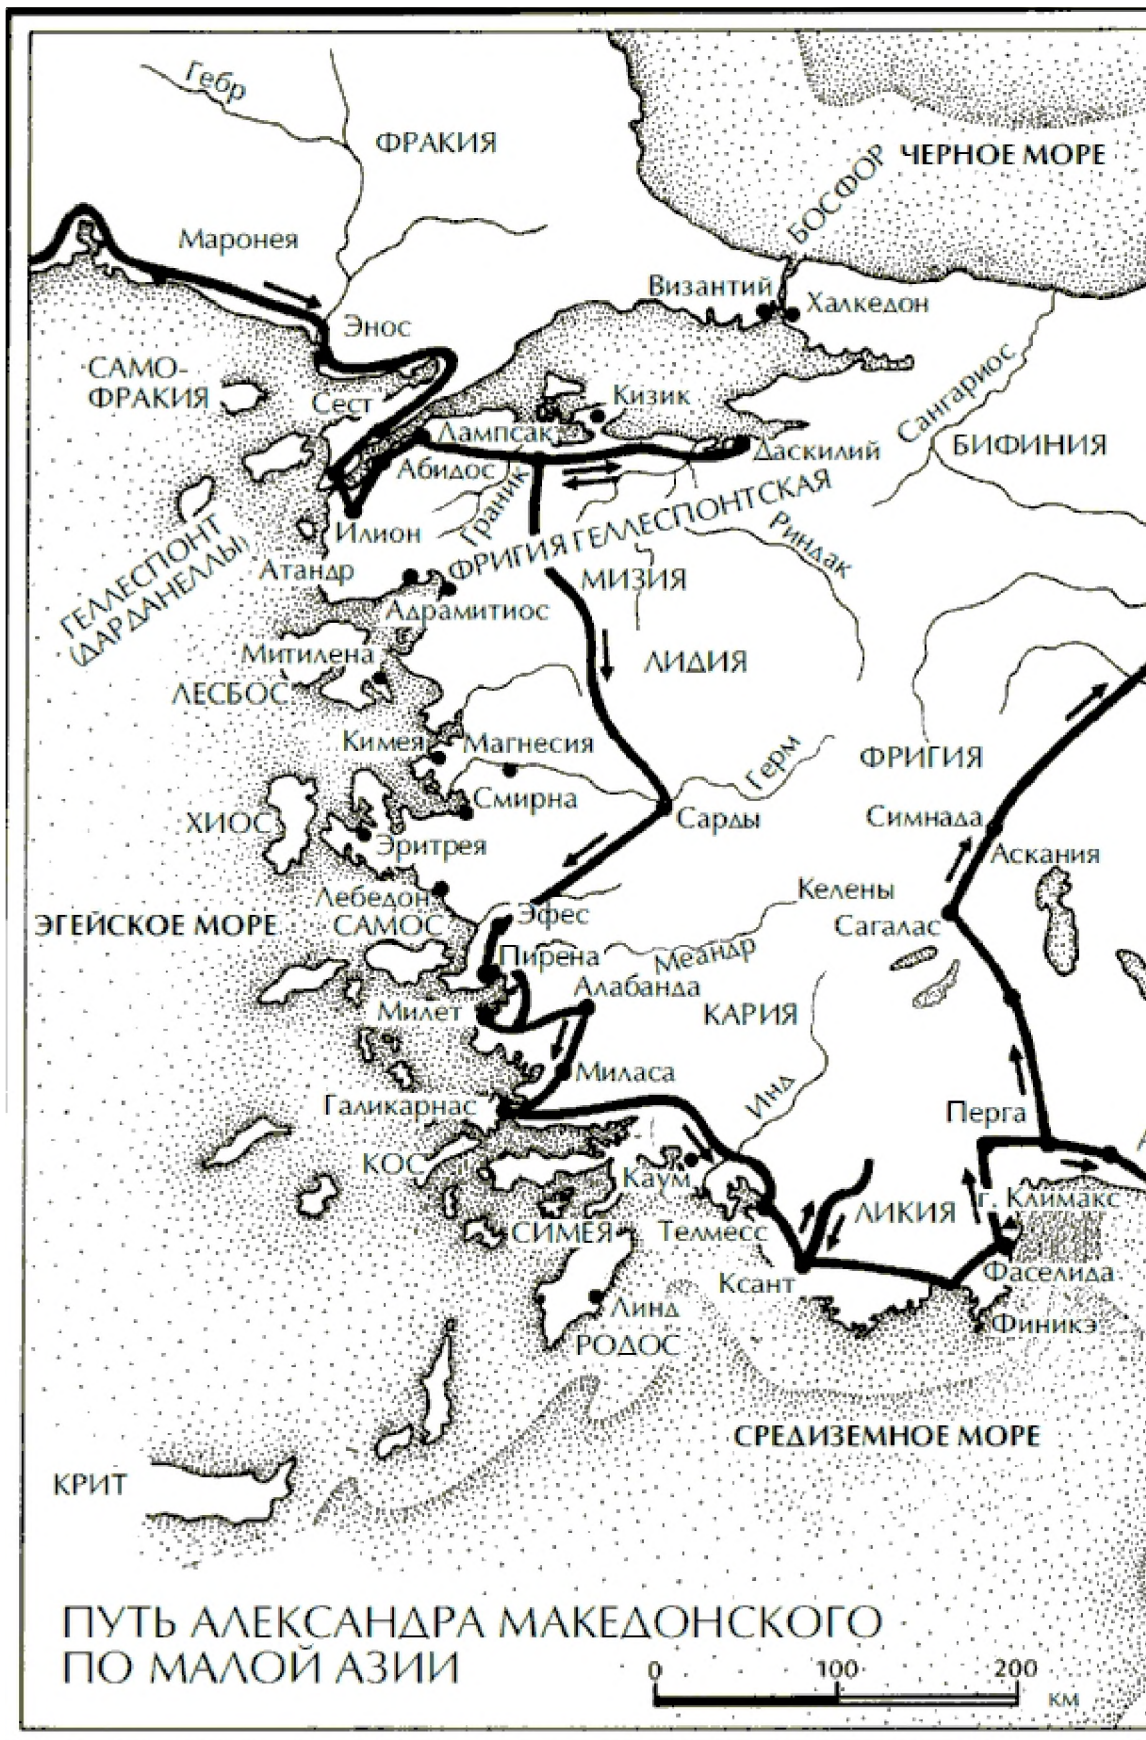 Гебр
ФРАКИЯ
ЧЕРНОЕ МОРЕ
БОСФОР
Маронея
Византий
Халкедон
Энос
САМО-
ФРАКИЯ
Сест
Кизик
Сангариос
Лампсак
БИФИНИЯ
Даскилий
Абидос
Граник
Илион
ФРИГИЯ ГЕЛЛЕСПОНТСКАЯ
Риндак
ГЕЛЛЕСПОНТ
(ДАРДАНЕЛЛЫ)
Атандр
МИЗИЯ
Адрамитиос
Митилена
ЛИДИЯ
ЛЕСБОС
Кимея
Магнесия
Герм
ФРИГИЯ
Смирна
ХИОС
Сарды
Симнада
Эритрея
Аскания
Лебедон
Келены
Эфес
ЭГЕЙСКОЕ МОРЕ
САМОС
Сагалас
Пирена
Меандр
Алабанда
Милет
КАРИЯ
Миласа
Инд
Галикарнас
Перга
А
КОС
Каум
г. Климакс
СИМЕЯ
Телмесс
ЛИКИЯ
Ксант
Фаселида
Линд
Финикэ
РОДОС
СРЕДИЗЕМНОЕ МОРЕ
КРИТ
ПУТЬ АЛЕКСАНДРА МАКЕДОНСКОГО
ПО МАЛОЙ АЗИИ
0 100 200
км